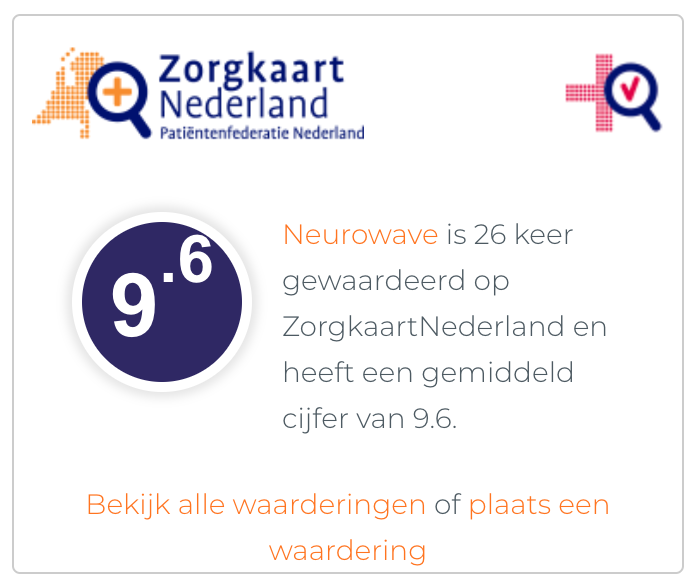 Zorgkaart
Nederland
Patiëntenfederatie Nederland
9.6
Neurowave is 26 keer
gewaardeerd op
ZorgkaartNederland en
heeft een gemiddeld
cijfer van 9.6.
Bekijk alle waarderingen of plaats een
waardering